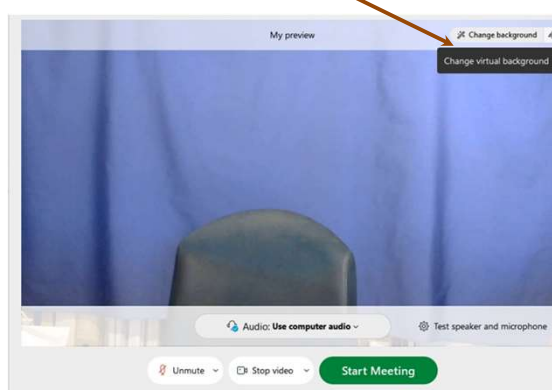 My preview
Change background
Change virtual background
Audio: Use computer audio
Test speaker and microphone
Unmute
Stop video
Start Meeting